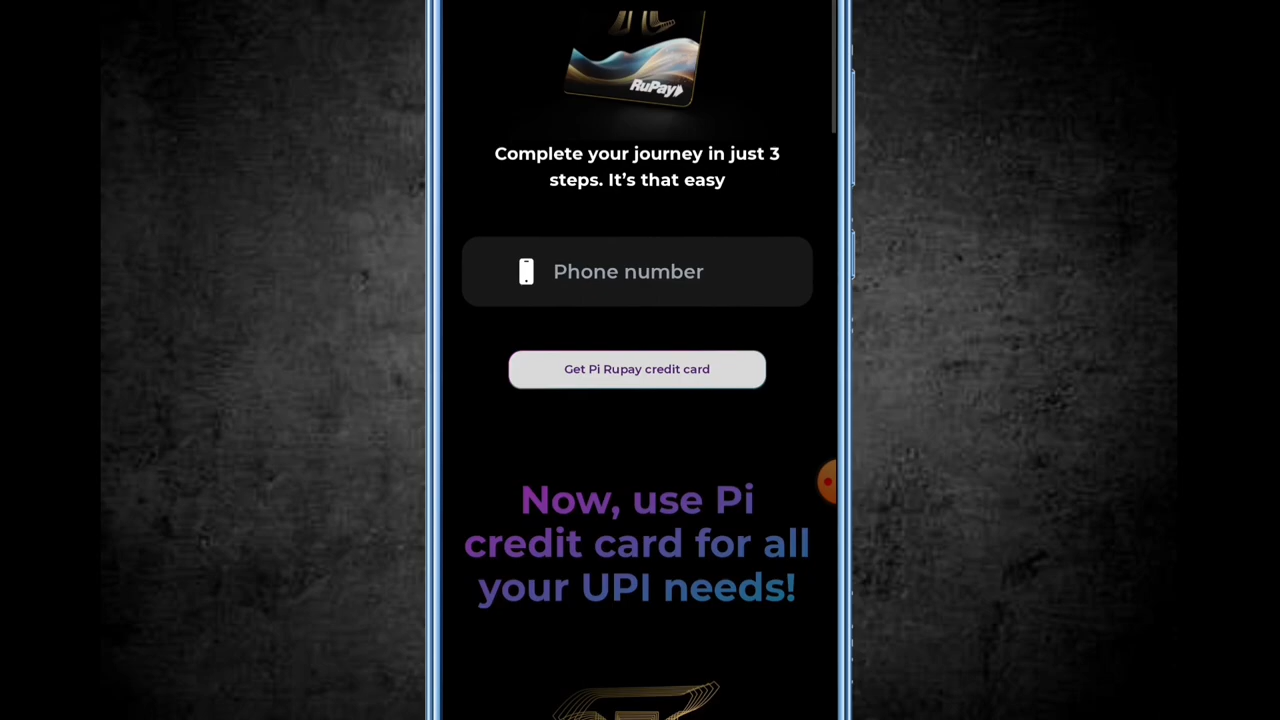 RuPay
Complete your journey in just 3
steps. It’s that easy
Phone number
Get Pi Rupay credit card
Now, use Pi
credit card for all
your UPI needs!